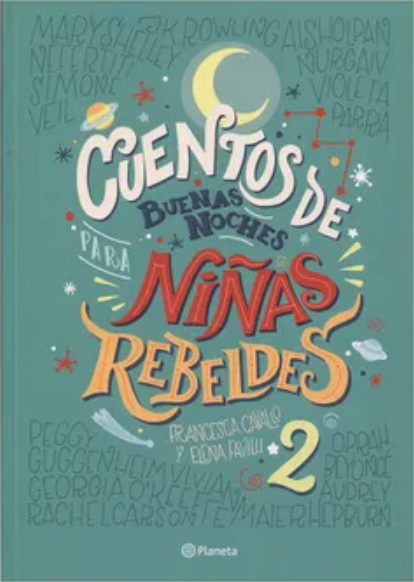 MARY SHELLEY J.K. ROWLING AISHOLPAN
NEFERTITI NURGAIV
SIMONE VIOLETA
VEIL PARRA
CUENTOS DE
BUENAS
NOCHES
PARA
NIÑAS
REBELDES
FRANCESCA CAVALLO
Y ELENA FAVILLI
2
PEGGY OPRAH
GUGGENHEIM VIVIAN BEYONCÉ
GEORGIA O'KEEFFE AUDREY
RACHEL CARSON MAIER HEPBURN
Planeta